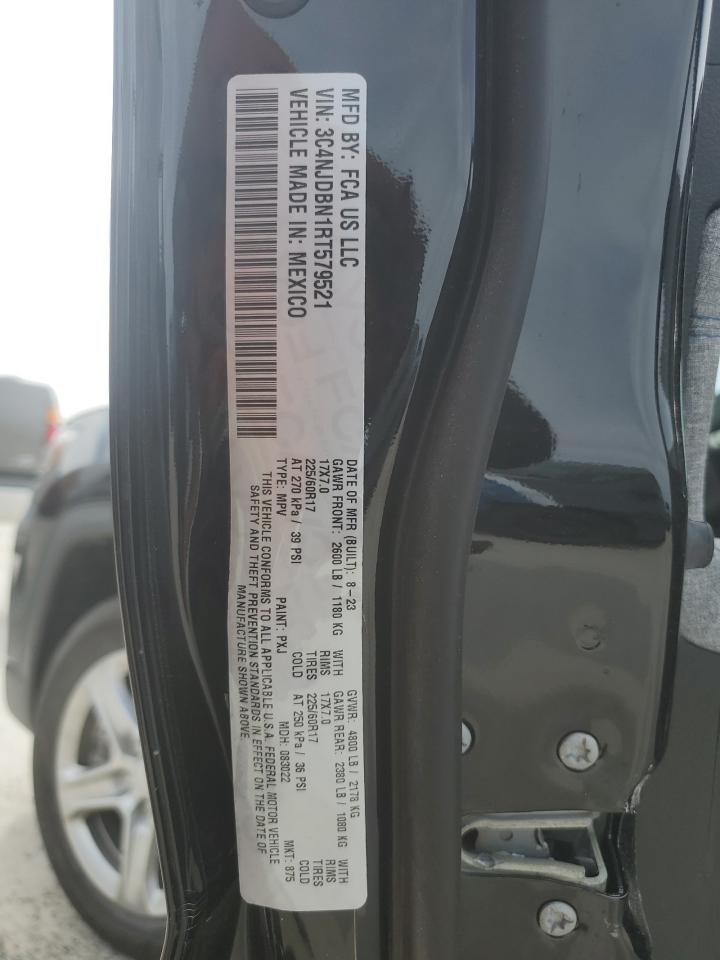 MFD BY: FCA US LLC
VIN: 3C4NJDBN1RT579521
VEHICLE MADE IN: MEXICO
DATE OF MFR (BUILT): 8-23 GVWR: 4800 LB / 2178 KG
GAWR FRONT: 2600 LB / 1180 KG WITH GAWR REAR: 2380 LB / 1080 KG WITH
17X7.0 RIMS 17X7.0 RIMS
225/60R17 TIRES 225/60R17 TIRES
AT 270 kPa / 39 PSI COLD AT 250 kPa / 36 PSI COLD
TYPE: MPV PAINT: PXJ MDH: 083022 MKT: 875
THIS VEHICLE CONFORMS TO ALL APPLICABLE U.S.A. FEDERAL MOTOR VEHICLE
SAFETY AND THEFT PREVENTION STANDARDS IN EFFECT ON THE DATE OF
MANUFACTURE SHOWN ABOVE.